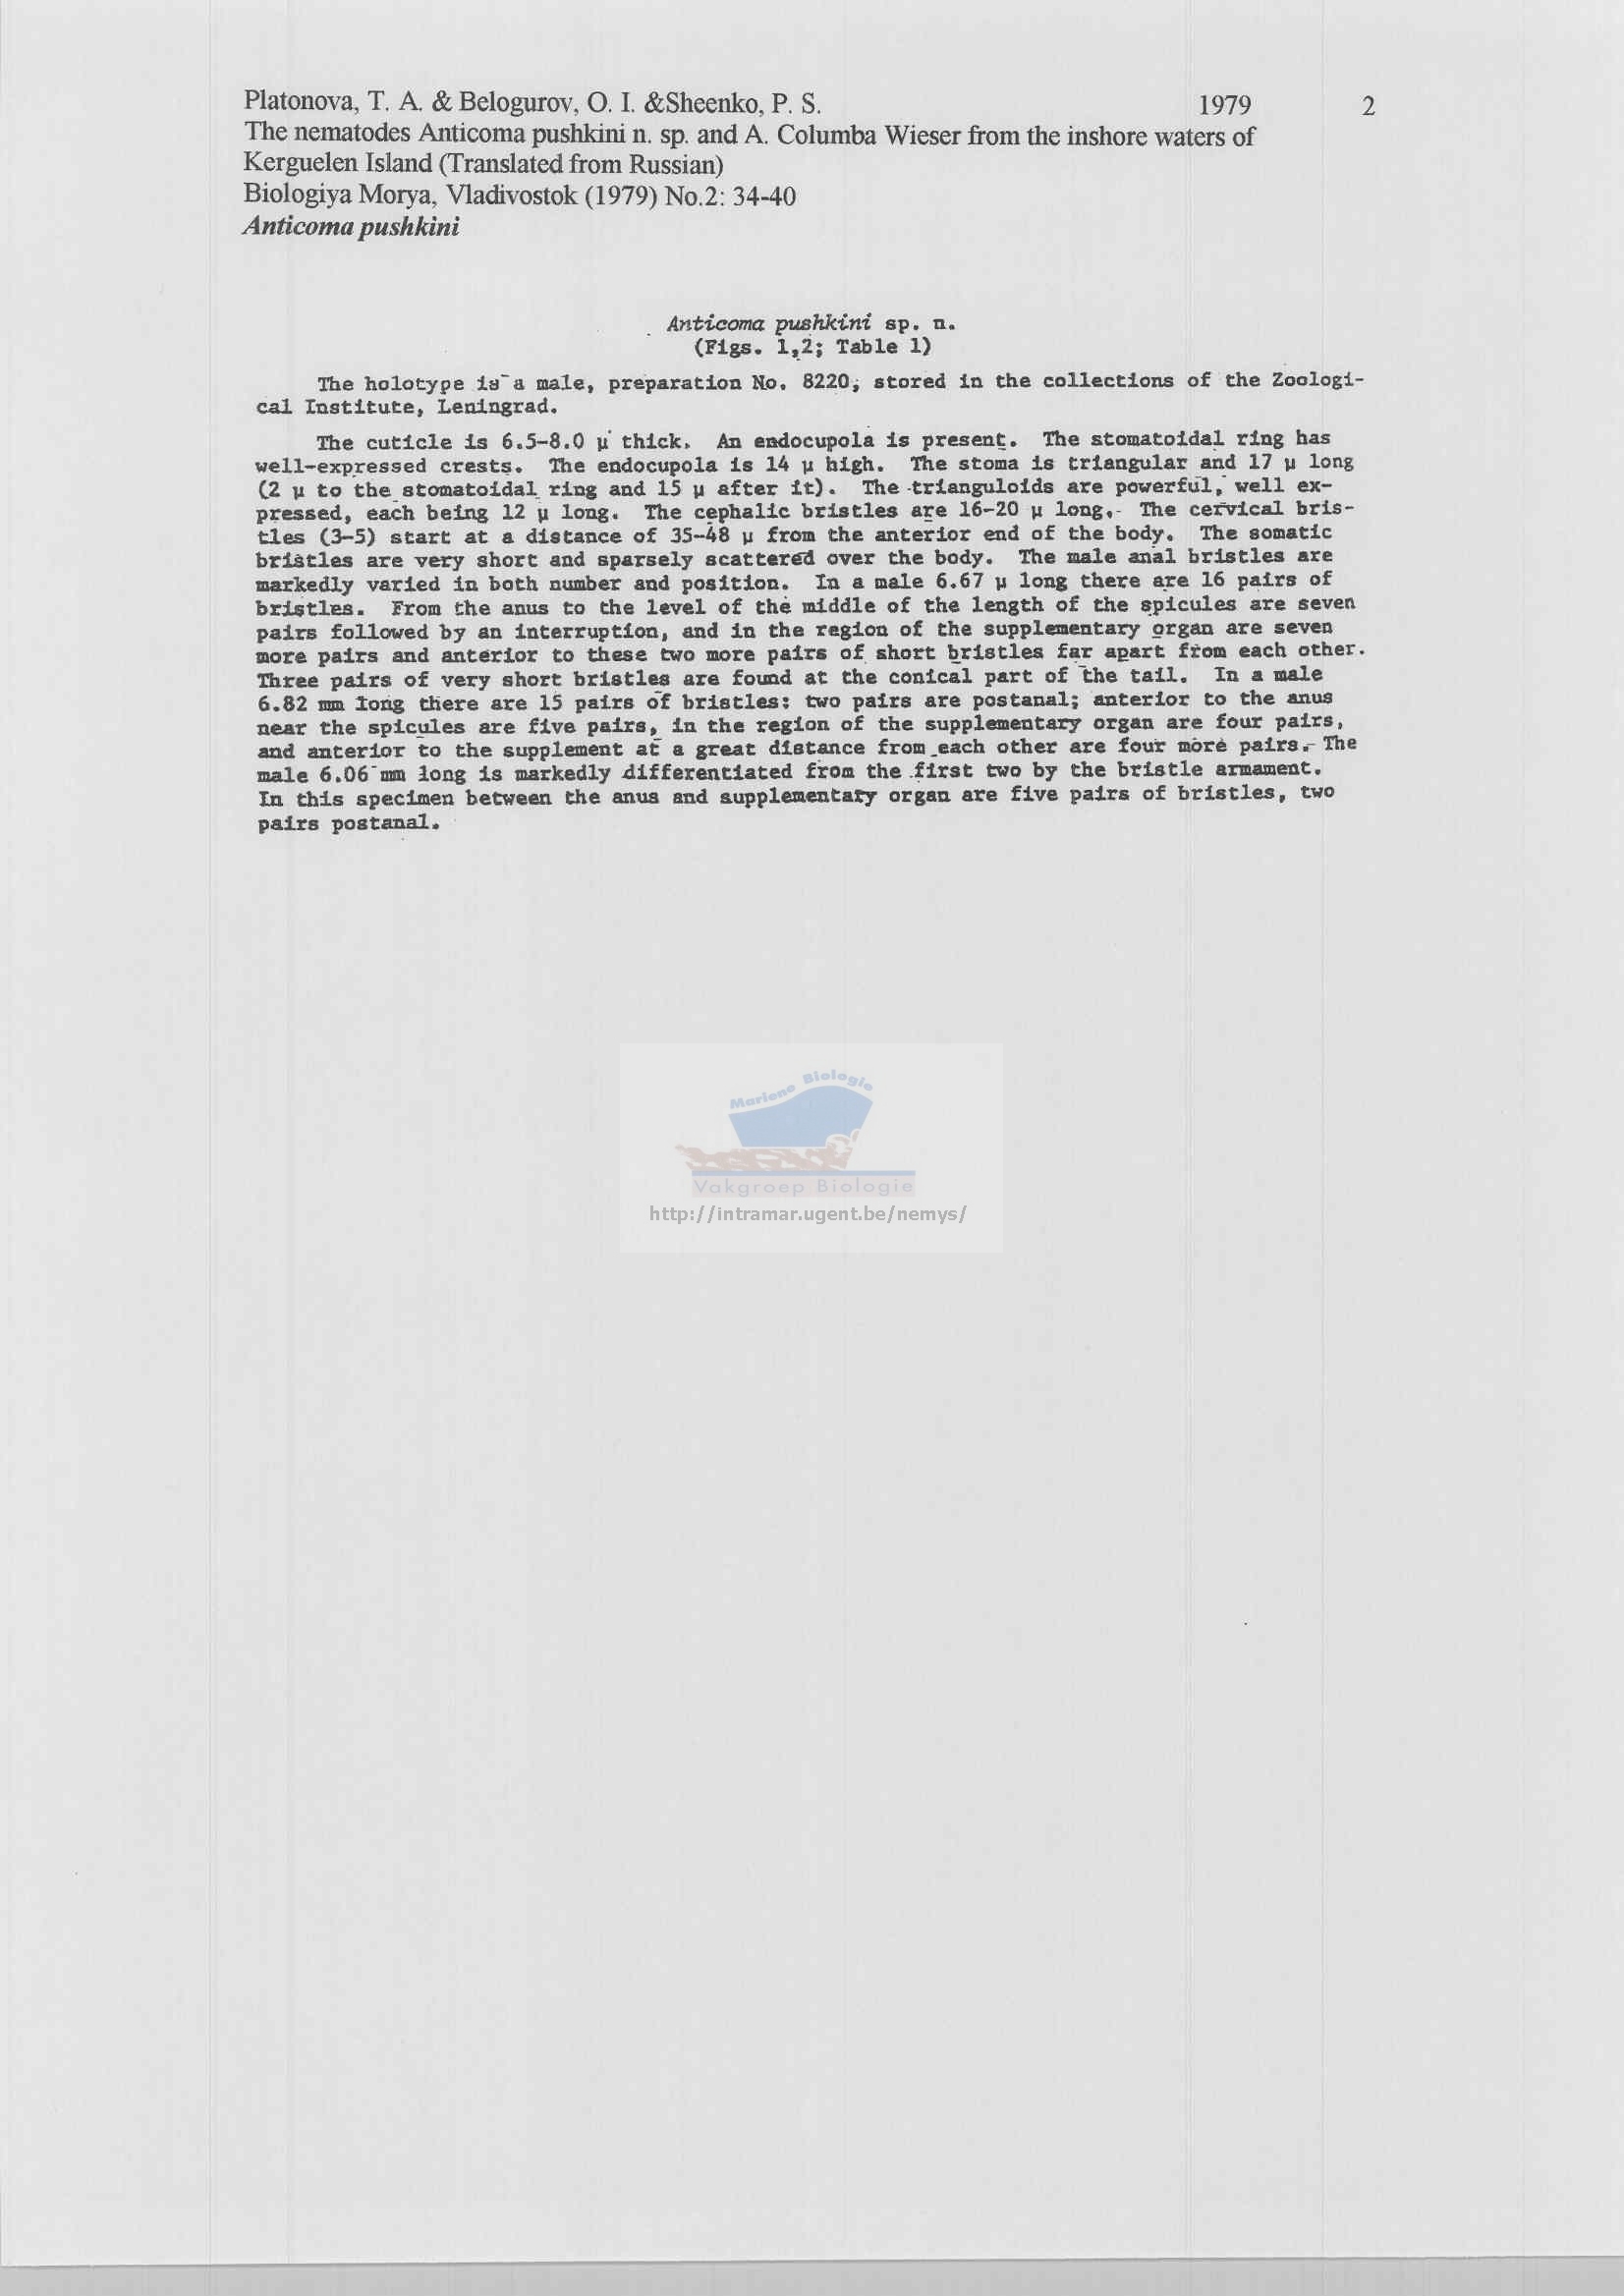 Platonova, T. A. & Belogurov, O. I. &Sheenko, P. S. 1979 2
The nematodes Anticoma pushkini n. sp. and A. Columba Wieser from the inshore waters of
Kerguelen Island (Translated from Russian)
Biologiya Morya, Vladivostok (1979) No.2: 34-40
Anticoma pushkini
Anticoma pushkini sp. n.
(Figs. 1,2; Table 1)
The holotype is a male, preparation No. 8220; stored in the collections of the Zoologi-
cal Institute, Leningrad.
The cuticle is 6.5-8.0 μ thick. An endocupola is present. The stomatoidal ring has
well-expressed crests. The endocupola is 14 μ high. The stoma is triangular and 17 μ long
(2 μ to the stomatoidal ring and 15 μ after it). The trianguloids are powerful, well ex-
pressed, each being 12 μ long. The cephalic bristles are 16-20 μ long. The cervical bris-
tles (3-5) start at a distance of 35-48 μ from the anterior end of the body. The somatic
bristles are very short and sparsely scattered over the body. The male anal bristles are
markedly varied in both number and position. In a male 6.67 μ long there are 16 pairs of
bristles. From the anus to the level of the middle of the length of the spicules are seven
pairs followed by an interruption, and in the region of the supplementary organ are seven
more pairs and anterior to these two more pairs of short bristles far apart from each other.
Three pairs of very short bristles are found at the conical part of the tail. In a male
6.82 mm long there are 15 pairs of bristles: two pairs are postanal; anterior to the anus
near the spicules are five pairs, in the region of the supplementary organ are four pairs,
and anterior to the supplement at a great distance from each other are four more pairs. The
male 6.06 mm long is markedly differentiated from the first two by the bristle armament.
In this specimen between the anus and supplementary organ are five pairs of bristles, two
pairs postanal.
Mariene Biologie
Vakgroep Biologie
http://intramar.ugent.be/nemys/